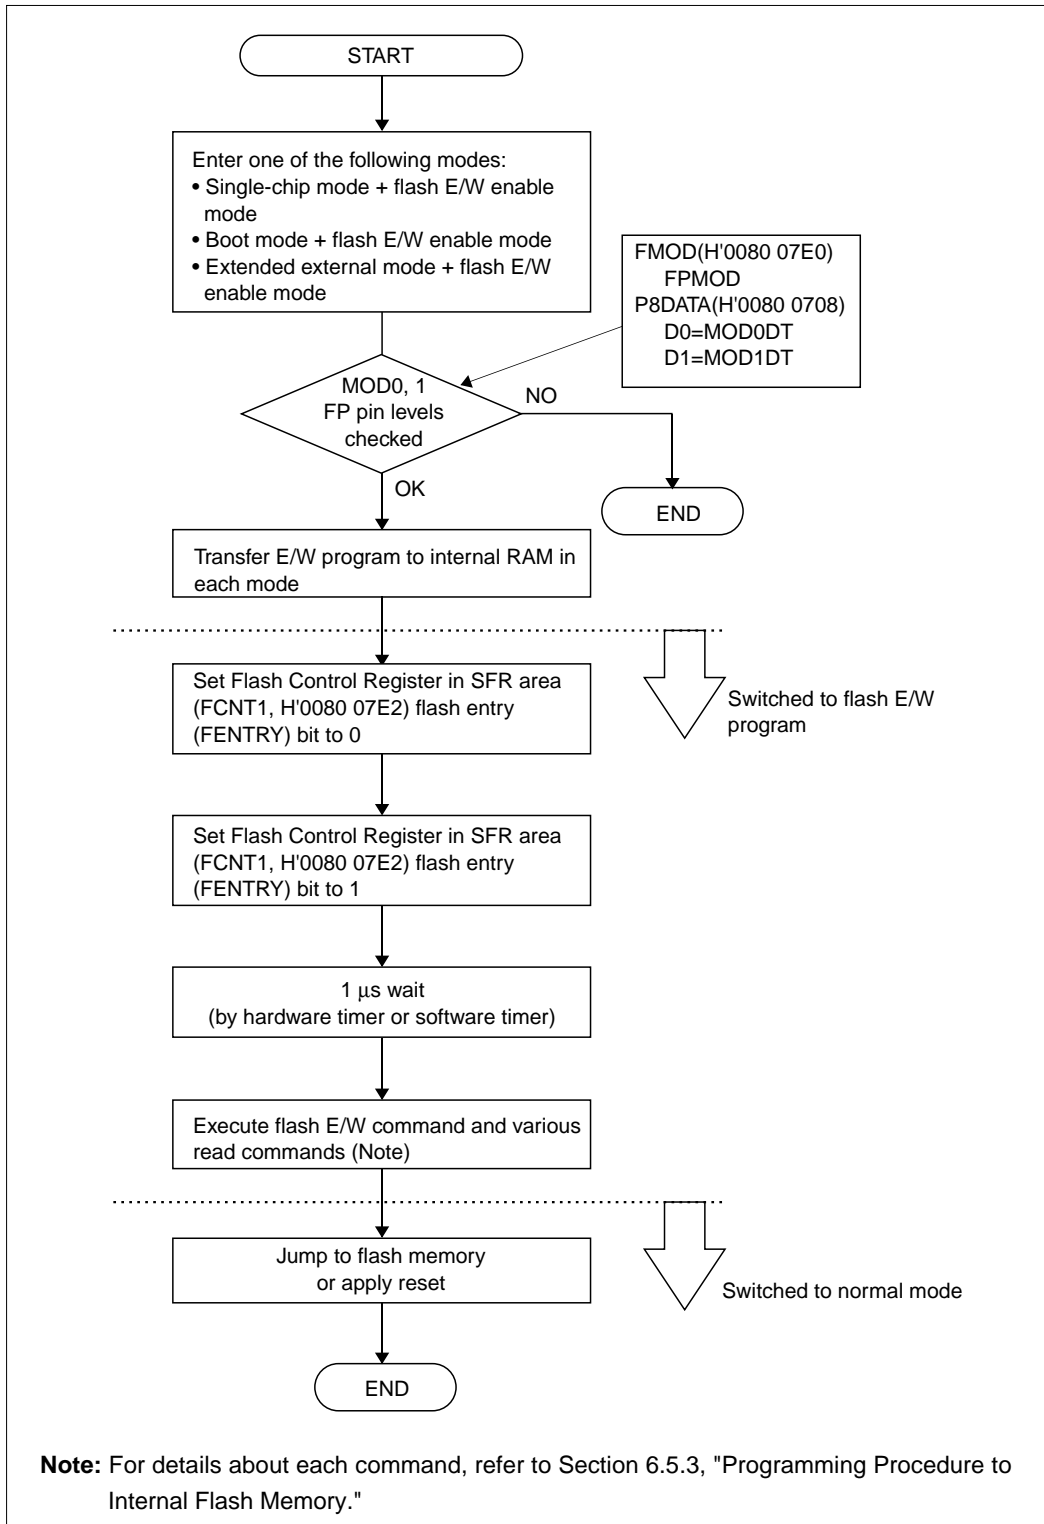 START
Enter one of the following modes:
• Single-chip mode + flash E/W enable
mode
• Boot mode + flash E/W enable mode
• Extended external mode + flash E/W
enable mode
FMOD(H'0080 07E0)
FPMOD
P8DATA(H'0080 0708)
D0=MOD0DT
D1=MOD1DT
MOD0, 1
FP pin levels
checked
NO
OK
END
Transfer E/W program to internal RAM in
each mode
Set Flash Control Register in SFR area
(FCNT1, H'0080 07E2) flash entry
(FENTRY) bit to 0
Switched to flash E/W
program
Set Flash Control Register in SFR area
(FCNT1, H'0080 07E2) flash entry
(FENTRY) bit to 1
1 µs wait
(by hardware timer or software timer)
Execute flash E/W command and various
read commands (Note)
Jump to flash memory
or apply reset
Switched to normal mode
END
Note: For details about each command, refer to Section 6.5.3, "Programming Procedure to
Internal Flash Memory."